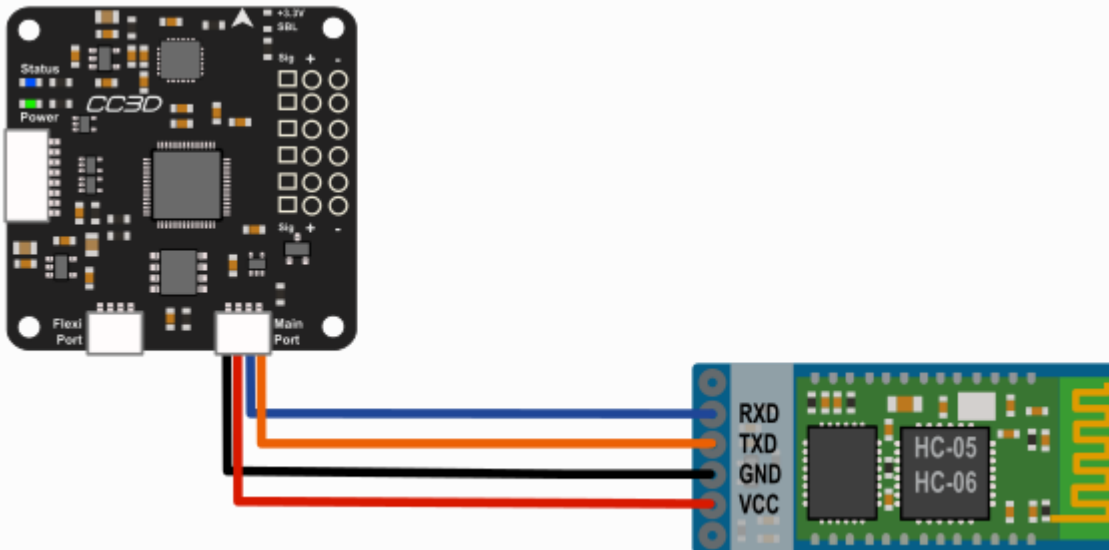 +3.3V
SBL
Sig + -
Status
CC3D
Power
Sig + -
Flexi
Port
Main
Port
RXD
TXD
GND
VCC
HC-05
HC-06